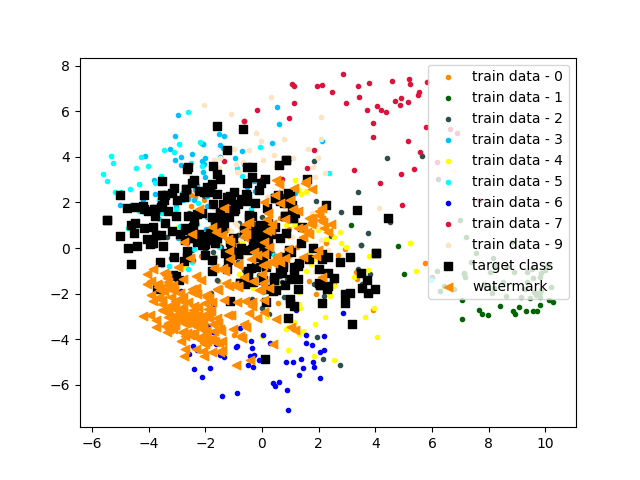 8
6
4
2
0
−2
−4
−6
−6
−4
−2
0
2
4
6
8
10
train data - 0
train data - 1
train data - 2
train data - 3
train data - 4
train data - 5
train data - 6
train data - 7
train data - 9
target class
watermark